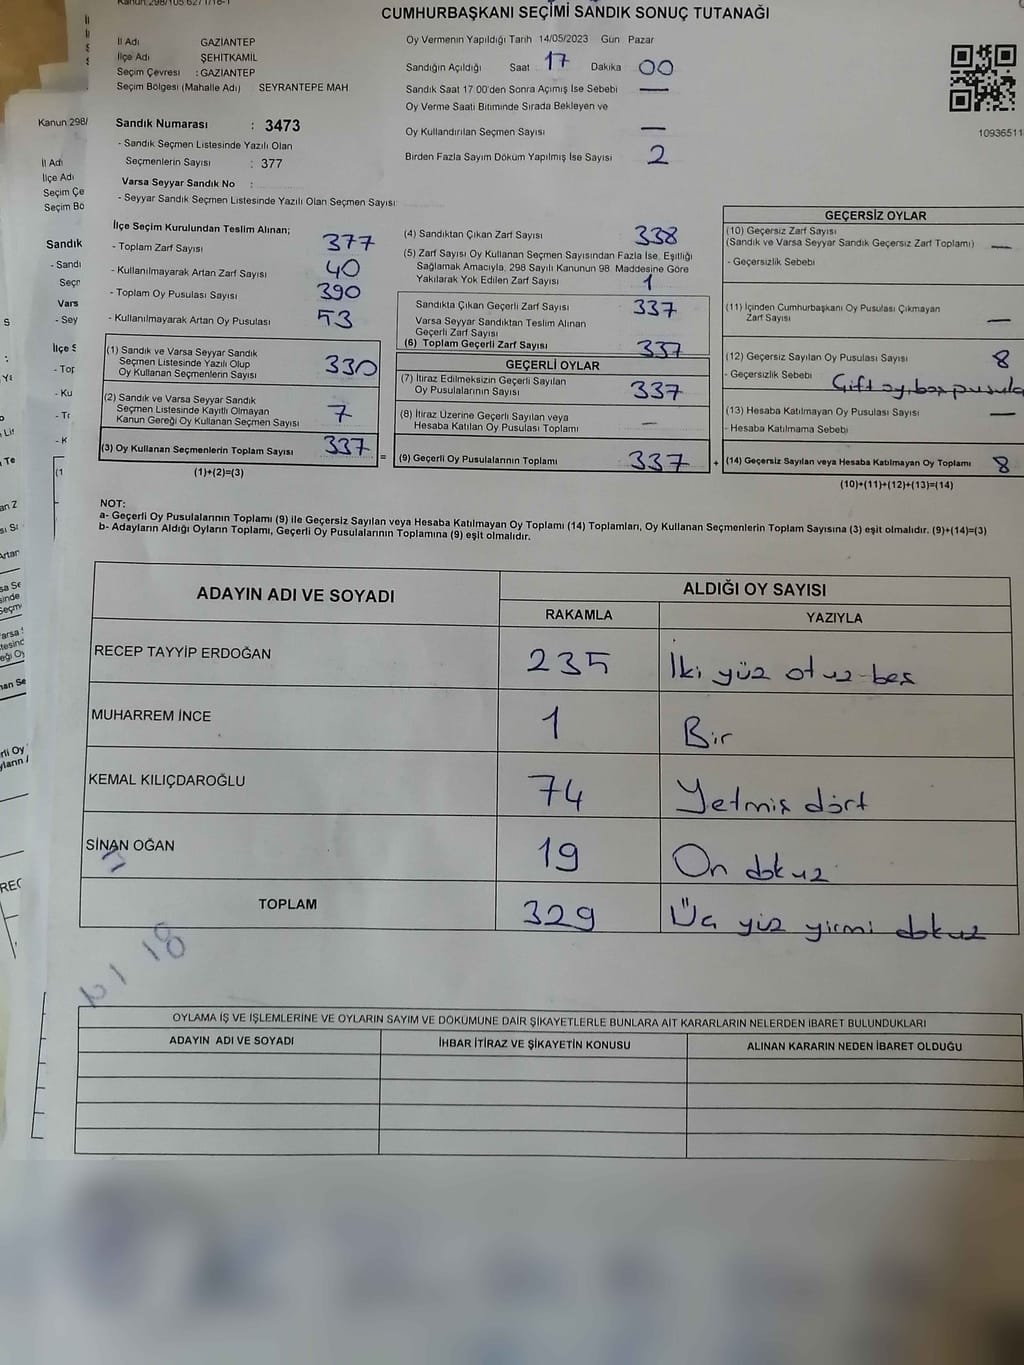 CUMHURBAŞKANI SEÇİMİ SANDIK SONUÇ TUTANAĞI
İl Adı GAZİANTEP
İlçe Adı ŞEHİTKAMİL
Seçim Çevresi : GAZİANTEP
Seçim Bölgesi (Mahalle Adı) SEYRANTEPE MAH.
Sandık Numarası : 3473
- Sandık Seçmen Listesinde Yazılı Olan
Seçmenlerin Sayısı : 377
Varsa Seyyar Sandık No :
- Seyyar Sandık Seçmen Listesinde Yazılı Olan Seçmen Sayısı:
Oy Vermenin Yapıldığı Tarih 14/05/2023 Gün Pazar
Sandığın Açıldığı Saat 17 Dakika 00
Sandık Saat 17.00'den Sonra Açımış İse Sebebi —
Oy Verme Saati Bitiminde Sırada Bekleyen ve
Oy Kullandırılan Seçmen Sayısı —
Birden Fazla Sayım Döküm Yapılmış İse Sayısı 2
10936511
İlçe Seçim Kurulundan Teslim Alınan;
- Toplam Zarf Sayısı 377
- Kullanılmayarak Artan Zarf Sayısı 40
- Toplam Oy Pusulası Sayısı 390
- Kullanılmayarak Artan Oy Pusulası 53
(1) Sandık ve Varsa Seyyar Sandık
Seçmen Listesinde Yazılı Olup
Oy Kullanan Seçmenlerin Sayısı 330
(2) Sandık ve Varsa Seyyar Sandık
Seçmen Listesinde Kayıtlı Olmayan
Kanun Gereği Oy Kullanan Seçmen Sayısı 7
(3) Oy Kullanan Seçmenlerin Toplam Sayısı 337
(1)+(2)=(3)
(4) Sandıktan Çıkan Zarf Sayısı 338
(5) Zarf Sayısı Oy Kullanan Seçmen Sayısından Fazla İse, Eşitliği
Sağlamak Amacıyla, 298 Sayılı Kanunun 98. Maddesine Göre
Yakılarak Yok Edilen Zarf Sayısı 1
Sandıkta Çıkan Geçerli Zarf Sayısı 337
Varsa Seyyar Sandıktan Teslim Alınan
Geçerli Zarf Sayısı
(6) Toplam Geçerli Zarf Sayısı 337
GEÇERLİ OYLAR
(7) İtiraz Edilmeksizin Geçerli Sayılan
Oy Pusulalarının Sayısı 337
(8) İtiraz Üzerine Geçerli Sayılan veya
Hesaba Katılan Oy Pusulası Toplamı —
= (9) Geçerli Oy Pusulalarının Toplamı 337
GEÇERSİZ OYLAR
(10) Geçersiz Zarf Sayısı
(Sandık ve Varsa Seyyar Sandık Geçersiz Zarf Toplamı) —
- Geçersizlik Sebebi
(11) İçinden Cumhurbaşkanı Oy Pusulası Çıkmayan
Zarf Sayısı —
(12) Geçersiz Sayılan Oy Pusulası Sayısı 8
- Geçersizlik Sebebi Çift oy, boş pusula
(13) Hesaba Katılmayan Oy Pusulası Sayısı —
- Hesaba Katılmama Sebebi
+ (14) Geçersiz Sayılan veya Hesaba Katılmayan Oy Toplamı 8
(10)+(11)+(12)+(13)=(14)
NOT:
a- Geçerli Oy Pusulalarının Toplamı (9) ile Geçersiz Sayılan veya Hesaba Katılmayan Oy Toplamı (14) Toplamları, Oy Kullanan Seçmenlerin Toplam Sayısına (3) eşit olmalıdır. (9)+(14)=(3)
b- Adayların Aldığı Oyların Toplamı, Geçerli Oy Pusulalarının Toplamına (9) eşit olmalıdır.
ADAYIN ADI VE SOYADI ALDIĞI OY SAYISI
RAKAMLA YAZIYLA
RECEP TAYYİP ERDOĞAN 235 İki yüz otuz beş
MUHARREM İNCE 1 Bir
KEMAL KILIÇDAROĞLU 74 Yetmiş dört
SİNAN OĞAN 19 On dokuz
TOPLAM 329 Üç yüz yirmi dokuz
OYLAMA İŞ VE İŞLEMLERİNE VE OYLARIN SAYIM VE DÖKÜMÜNE DAİR ŞİKAYETLERLE BUNLARA AİT KARARLARIN NELERDEN İBARET BULUNDUKLARI
ADAYIN ADI VE SOYADI İHBAR İTİRAZ VE ŞİKAYETİN KONUSU ALINAN KARARIN NEDEN İBARET OLDUĞU